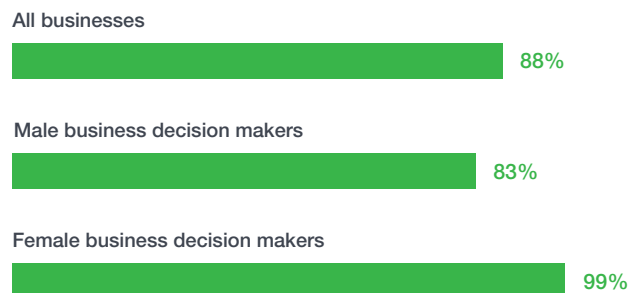 All businesses
88%
Male business decision makers
83%
Female business decision makers
99%